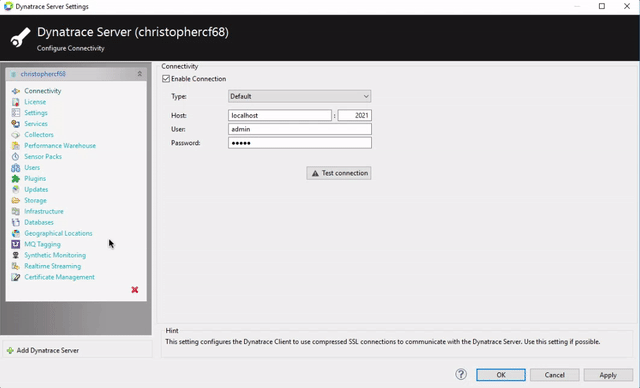 Dynatrace Server Settings
Dynatrace Server (christophercf68)
Configure Connectivity
christophercf68
Connectivity
License
Settings
Services
Collectors
Performance Warehouse
Sensor Packs
Users
Plugins
Updates
Storage
Infrastructure
Databases
Geographical Locations
MQ Tagging
Synthetic Monitoring
Realtime Streaming
Certificate Management
Add Dynatrace Server
Connectivity
Enable Connection
Type: Default
Host: localhost : 2021
User: admin
Password: •••••
Test connection
Hint
This setting configures the Dynatrace Client to use compressed SSL connections to communicate with the Dynatrace Server. Use this setting if possible.
? OK Cancel Apply